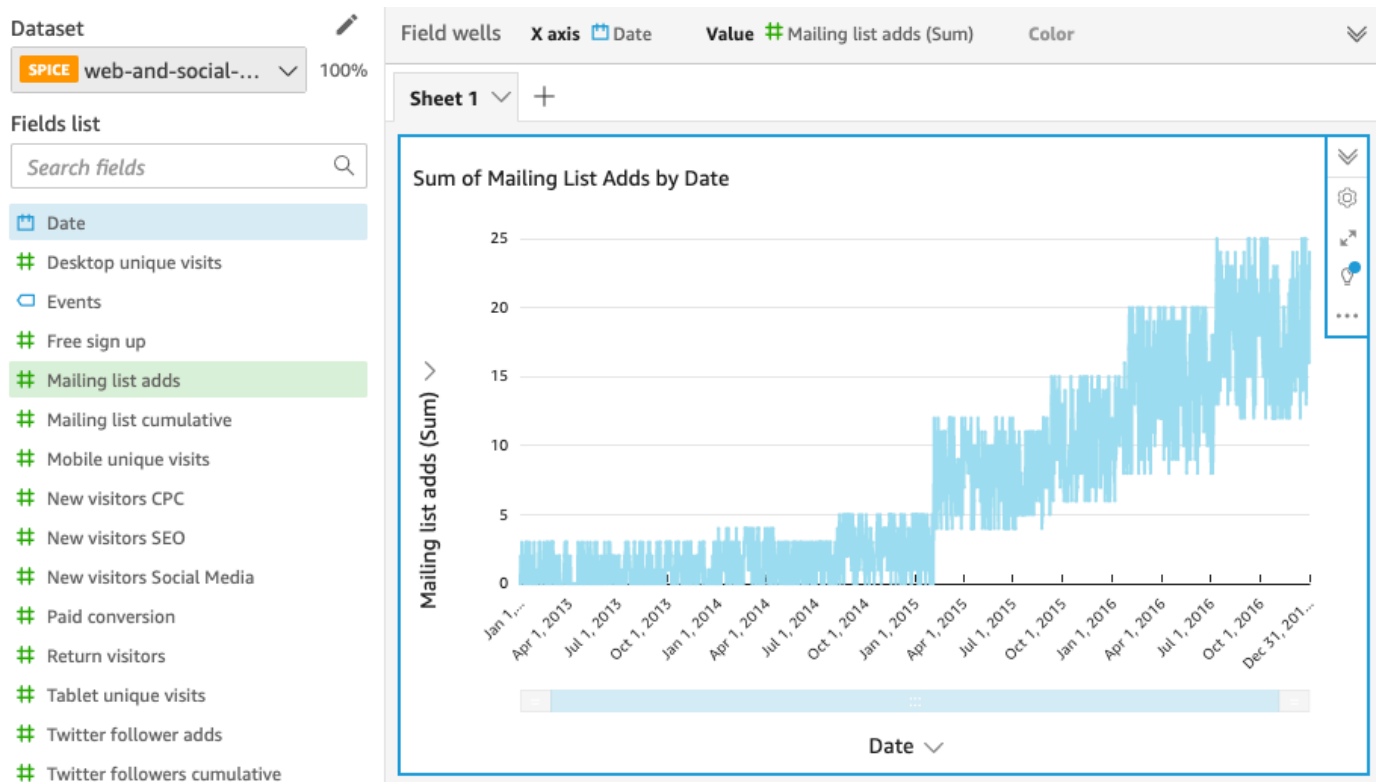 Dataset
SPICE web-and-social-... 100%
Fields list
Search fields
Date
Desktop unique visits
Events
Free sign up
Mailing list adds
Mailing list cumulative
Mobile unique visits
New visitors CPC
New visitors SEO
New visitors Social Media
Paid conversion
Return visitors
Tablet unique visits
Twitter follower adds
Twitter followers cumulative
Field wells X axis Date Value Mailing list adds (Sum) Color
Sheet 1
Sum of Mailing List Adds by Date
Mailing list adds (Sum)
25
20
15
10
5
0
Jan 1,...
Apr 1, 2013
Jul 1, 2013
Oct 1, 2013
Jan 1, 2014
Apr 1, 2014
Jul 1, 2014
Oct 1, 2014
Jan 1, 2015
Apr 1, 2015
Jul 1, 2015
Oct 1, 2015
Jan 1, 2016
Apr 1, 2016
Jul 1, 2016
Oct 1, 2016
Dec 31, 201...
Date